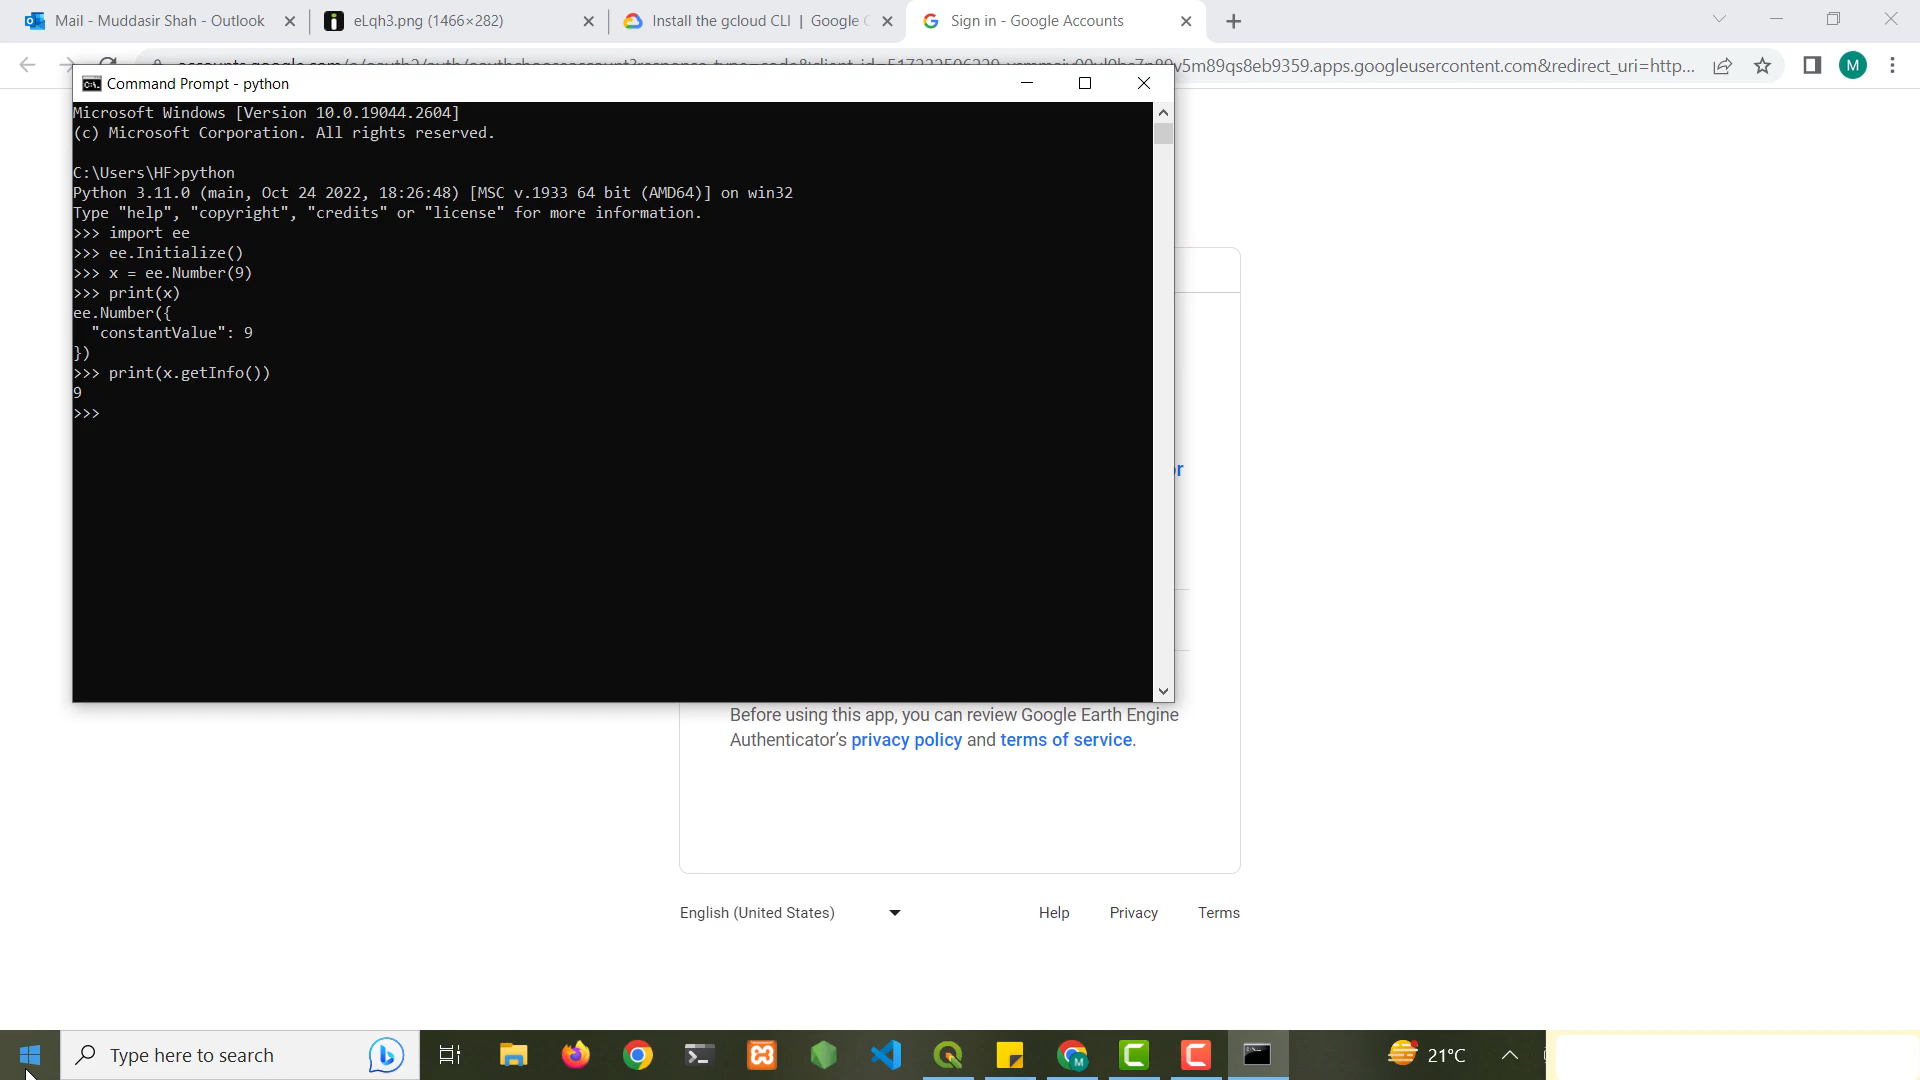 Mail - Muddasir Shah - Outlook
eLqh3.png (1466×282)
Install the gcloud CLI | Google C
Sign in - Google Accounts
v5m89qs8eb9359.apps.googleusercontent.com&redirect_uri=http...
M
Command Prompt - python
Microsoft Windows [Version 10.0.19044.2604]
(c) Microsoft Corporation. All rights reserved.
C:\Users\HF>python
Python 3.11.0 (main, Oct 24 2022, 18:26:48) [MSC v.1933 64 bit (AMD64)] on win32
Type "help", "copyright", "credits" or "license" for more information.
>>> import ee
>>> ee.Initialize()
>>> x = ee.Number(9)
>>> print(x)
ee.Number({
"constantValue": 9
})
>>> print(x.getInfo())
9
>>>
or
Before using this app, you can review Google Earth Engine
Authenticator's privacy policy and terms of service.
English (United States)
Help
Privacy
Terms
Type here to search
21°C